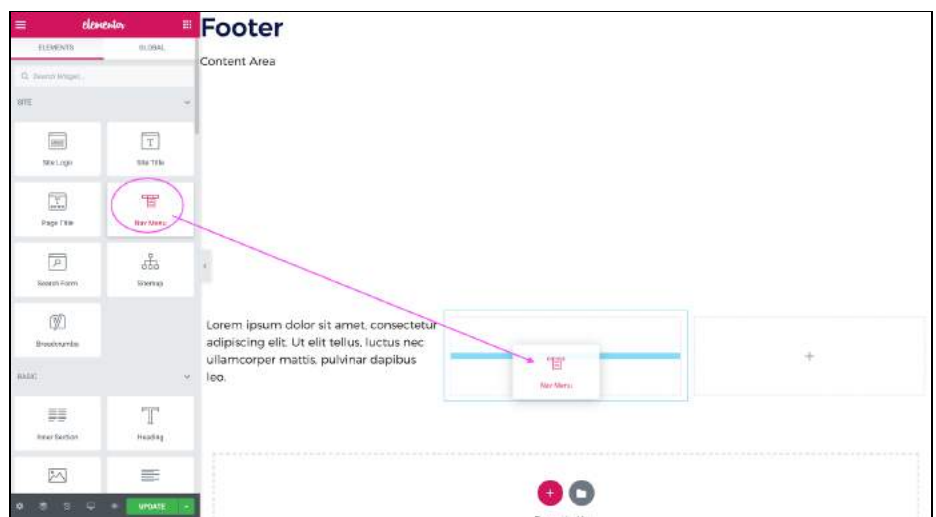 elementor
Footer
ELEMENTS
GLOBAL
Content Area
Search Widget...
SITE
Site Logo
Site Title
Page Title
Nav Menu
Search Form
Sitemap
Breadcrumbs
Lorem ipsum dolor sit amet, consectetur
adipiscing elit. Ut elit tellus, luctus nec
ullamcorper mattis, pulvinar dapibus
leo.
Nav Menu
BASIC
Inner Section
Heading
UPDATE